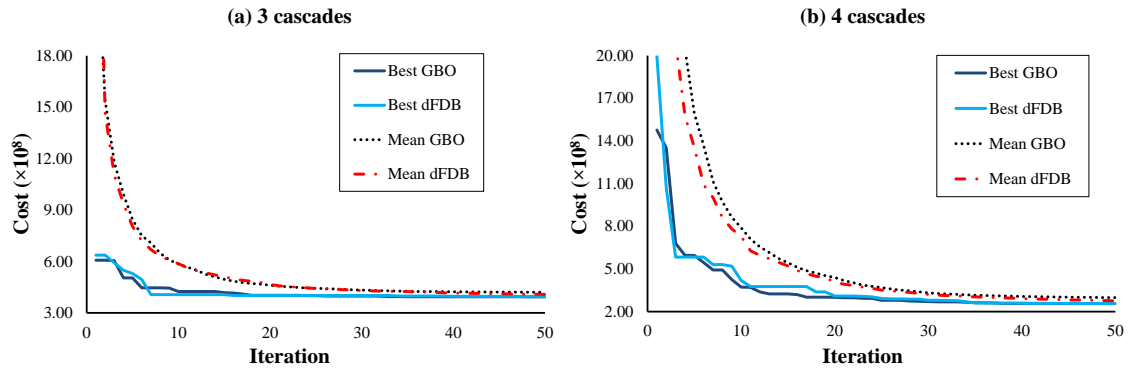 (a) 3 cascades
18.00
15.00
12.00
9.00
6.00
3.00
Cost (×10⁸)
0
10
20
30
40
50
Iteration
Best GBO
Best dFDB
Mean GBO
Mean dFDB
(b) 4 cascades
20.00
17.00
14.00
11.00
8.00
5.00
2.00
Cost (×10⁸)
0
10
20
30
40
50
Iteration
Best GBO
Best dFDB
Mean GBO
Mean dFDB